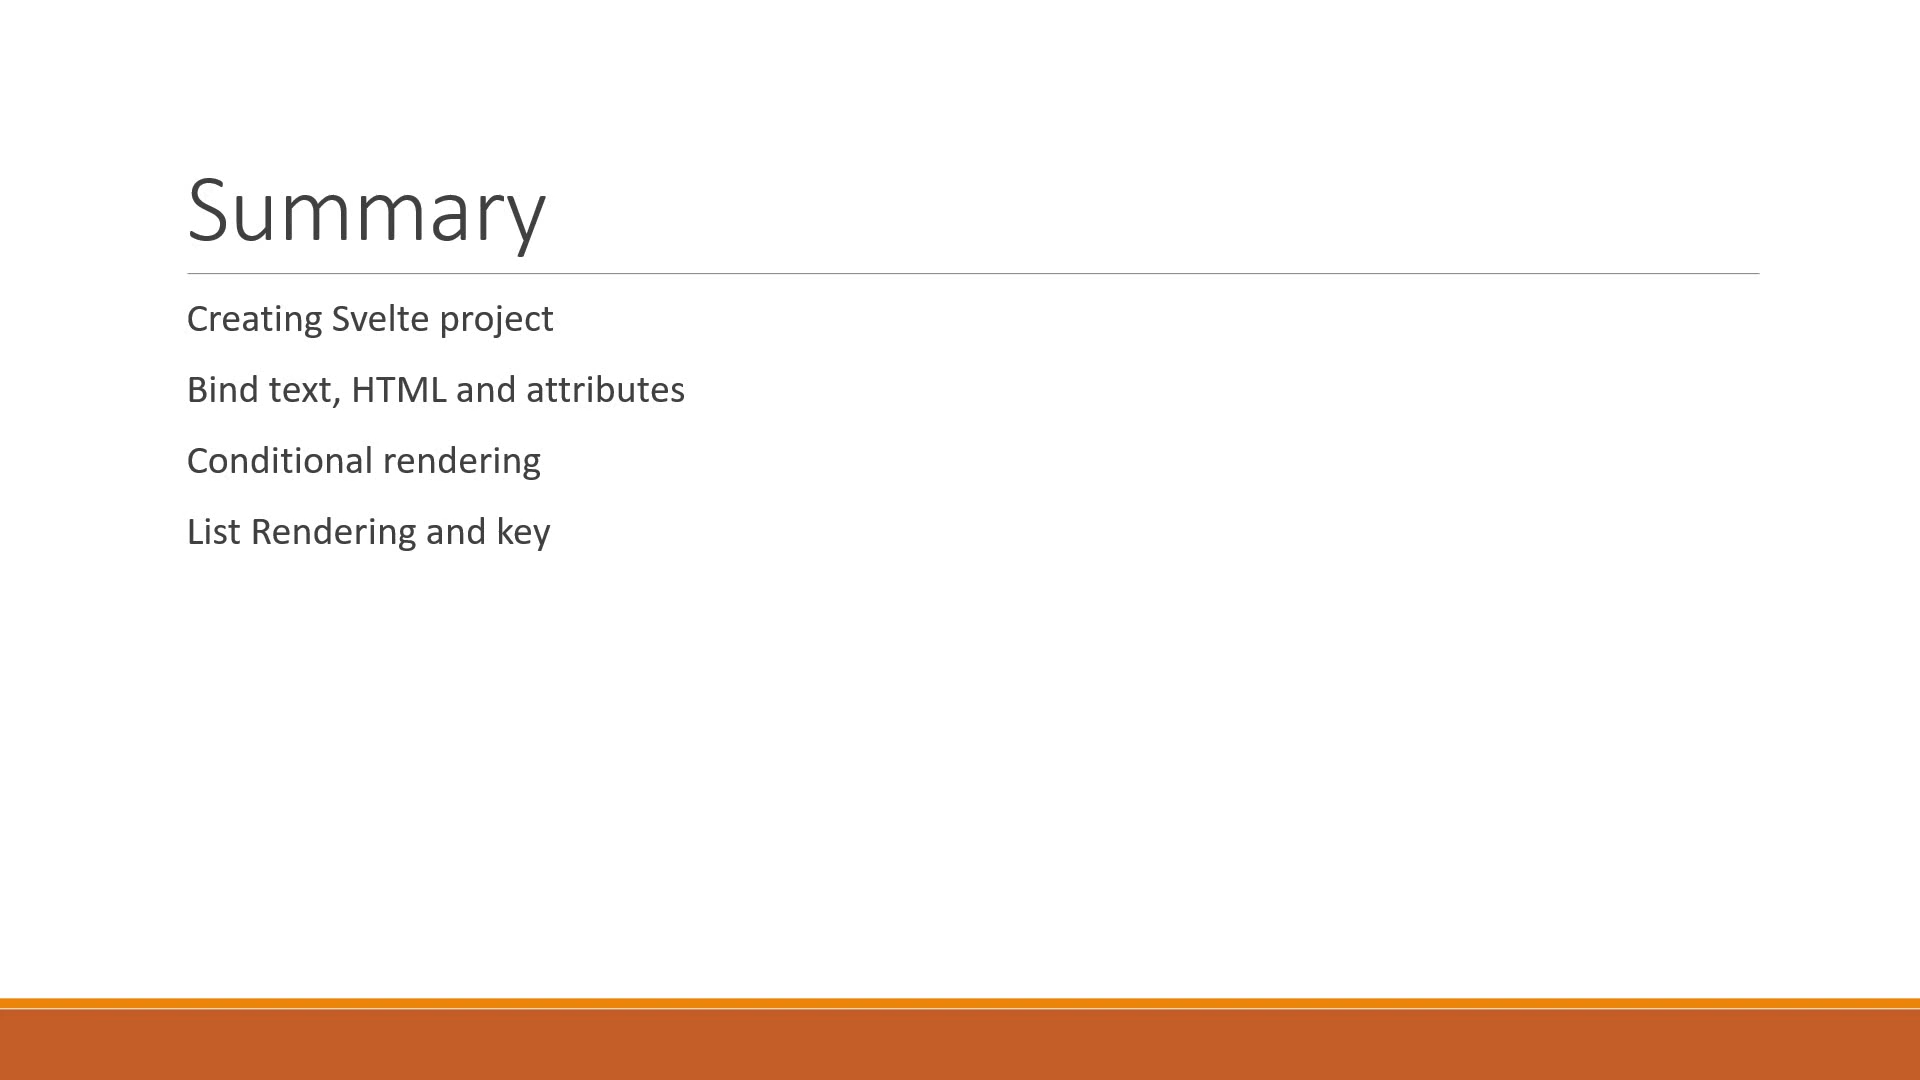 Summary
Creating Svelte project
Bind text, HTML and attributes
Conditional rendering
List Rendering and key